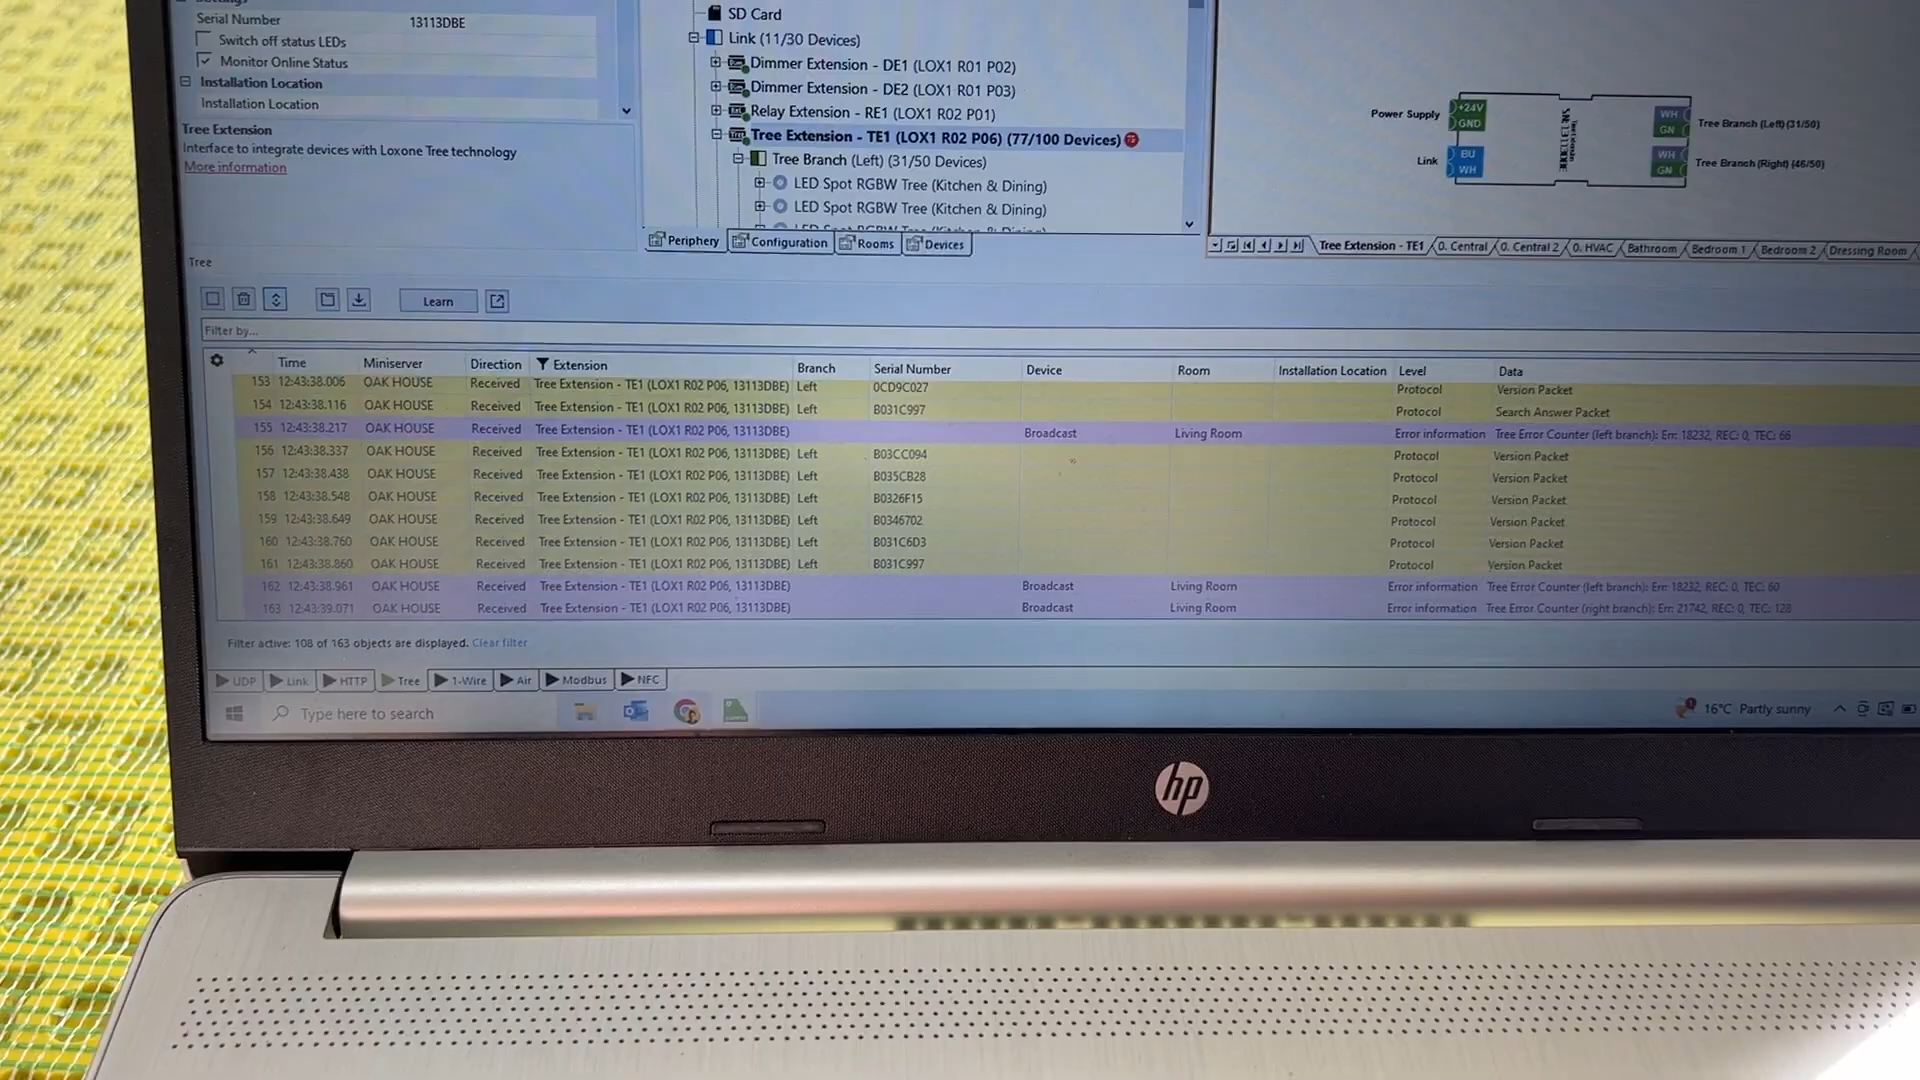 Serial Number 13113DBE
Switch off status LEDs
Monitor Online Status
Installation Location
Installation Location
Tree Extension
Interface to integrate devices with Loxone Tree technology
More information
SD Card
Link (11/30 Devices)
Dimmer Extension - DE1 (LOX1 R01 P02)
Dimmer Extension - DE2 (LOX1 R01 P03)
Relay Extension - RE1 (LOX1 R02 P01)
Tree Extension - TE1 (LOX1 R02 P06) (77/100 Devices)
Tree Branch (Left) (31/50 Devices)
LED Spot RGBW Tree (Kitchen & Dining)
LED Spot RGBW Tree (Kitchen & Dining)
Periphery Configuration Rooms Devices
Power Supply +24V GND
Link BU WH
WH GN Tree Branch (Left) (31/50)
WH GN Tree Branch (Right) (46/50)
Tree Extension - TE1 0. Central 0. Central 2 0. HVAC Bathroom Bedroom 1 Bedroom 2 Dressing Room
Tree
Learn
Filter by...
Time Miniserver Direction Extension Branch Serial Number Device Room Installation Location Level Data
153 12:43:38.006 OAK HOUSE Received Tree Extension - TE1 (LOX1 R02 P06, 13113DBE) Left 0CD9C027 Protocol Version Packet
154 12:43:38.116 OAK HOUSE Received Tree Extension - TE1 (LOX1 R02 P06, 13113DBE) Left B031C997 Protocol Search Answer Packet
155 12:43:38.217 OAK HOUSE Received Tree Extension - TE1 (LOX1 R02 P06, 13113DBE) Broadcast Living Room Error information Tree Error Counter (left branch): Err: 18232, REC: 0, TEC: 66
156 12:43:38.337 OAK HOUSE Received Tree Extension - TE1 (LOX1 R02 P06, 13113DBE) Left B03CC094 Protocol Version Packet
157 12:43:38.438 OAK HOUSE Received Tree Extension - TE1 (LOX1 R02 P06, 13113DBE) Left B035CB28 Protocol Version Packet
158 12:43:38.548 OAK HOUSE Received Tree Extension - TE1 (LOX1 R02 P06, 13113DBE) Left B0326F15 Protocol Version Packet
159 12:43:38.649 OAK HOUSE Received Tree Extension - TE1 (LOX1 R02 P06, 13113DBE) Left B0346702 Protocol Version Packet
160 12:43:38.760 OAK HOUSE Received Tree Extension - TE1 (LOX1 R02 P06, 13113DBE) Left B031C6D3 Protocol Version Packet
161 12:43:38.860 OAK HOUSE Received Tree Extension - TE1 (LOX1 R02 P06, 13113DBE) Left B031C997 Protocol Version Packet
162 12:43:38.961 OAK HOUSE Received Tree Extension - TE1 (LOX1 R02 P06, 13113DBE) Broadcast Living Room Error information Tree Error Counter (left branch): Err: 18232, REC: 0, TEC: 60
163 12:43:39.071 OAK HOUSE Received Tree Extension - TE1 (LOX1 R02 P06, 13113DBE) Broadcast Living Room Error information Tree Error Counter (right branch): Err: 21742, REC: 0, TEC: 128
Filter active: 108 of 163 objects are displayed. Clear filter
UDP Link HTTP Tree 1-Wire Air Modbus NFC
Type here to search
16°C Partly sunny
hp